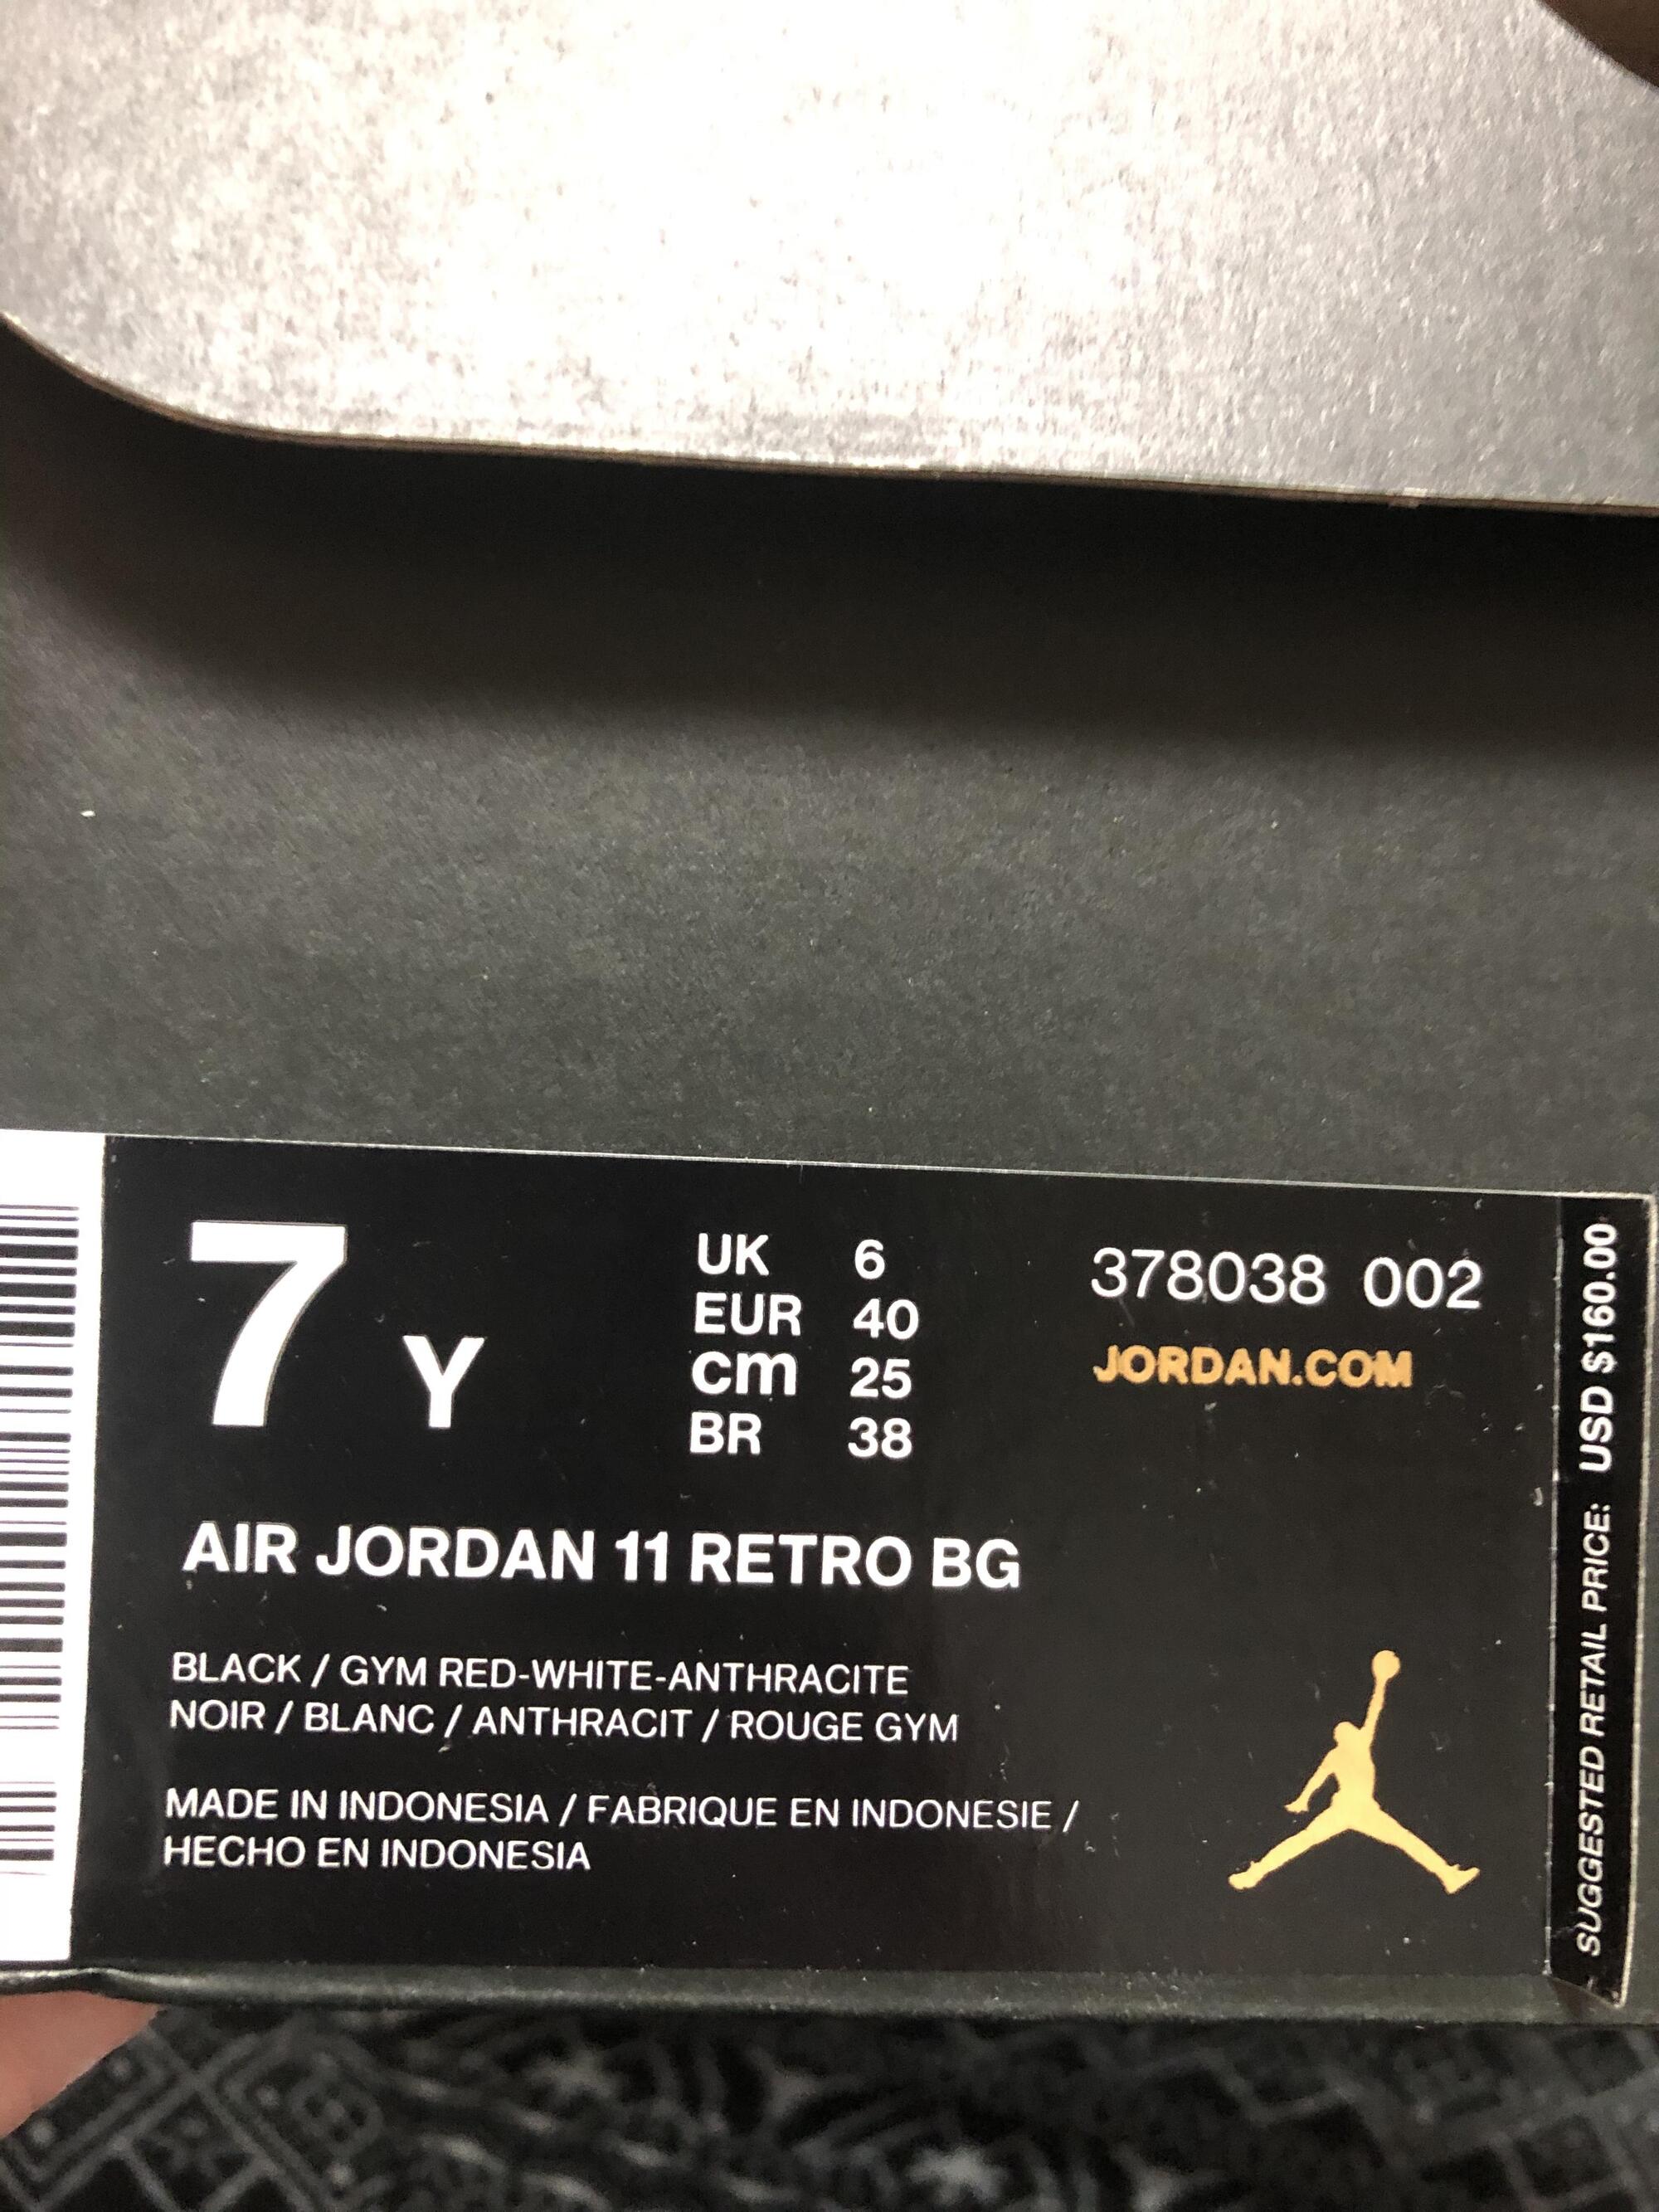 7 Y
UK 6
EUR 40
cm 25
BR 38
378038 002
JORDAN.COM
AIR JORDAN 11 RETRO BG
BLACK / GYM RED-WHITE-ANTHRACITE
NOIR / BLANC / ANTHRACIT / ROUGE GYM
MADE IN INDONESIA / FABRIQUE EN INDONESIE /
HECHO EN INDONESIA
SUGGESTED RETAIL PRICE: USD $160.00